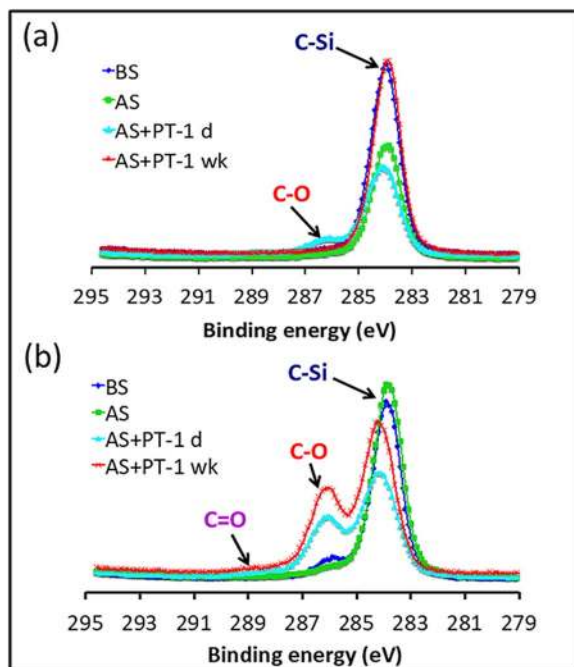 (a)
C-Si
BS
AS
AS+PT-1 d
AS+PT-1 wk
C-O
295 293 291 289 287 285 283 281 279
Binding energy (eV)
(b)
C-Si
BS
AS
AS+PT-1 d
AS+PT-1 wk
C-O
C=O
295 293 291 289 287 285 283 281 279
Binding energy (eV)